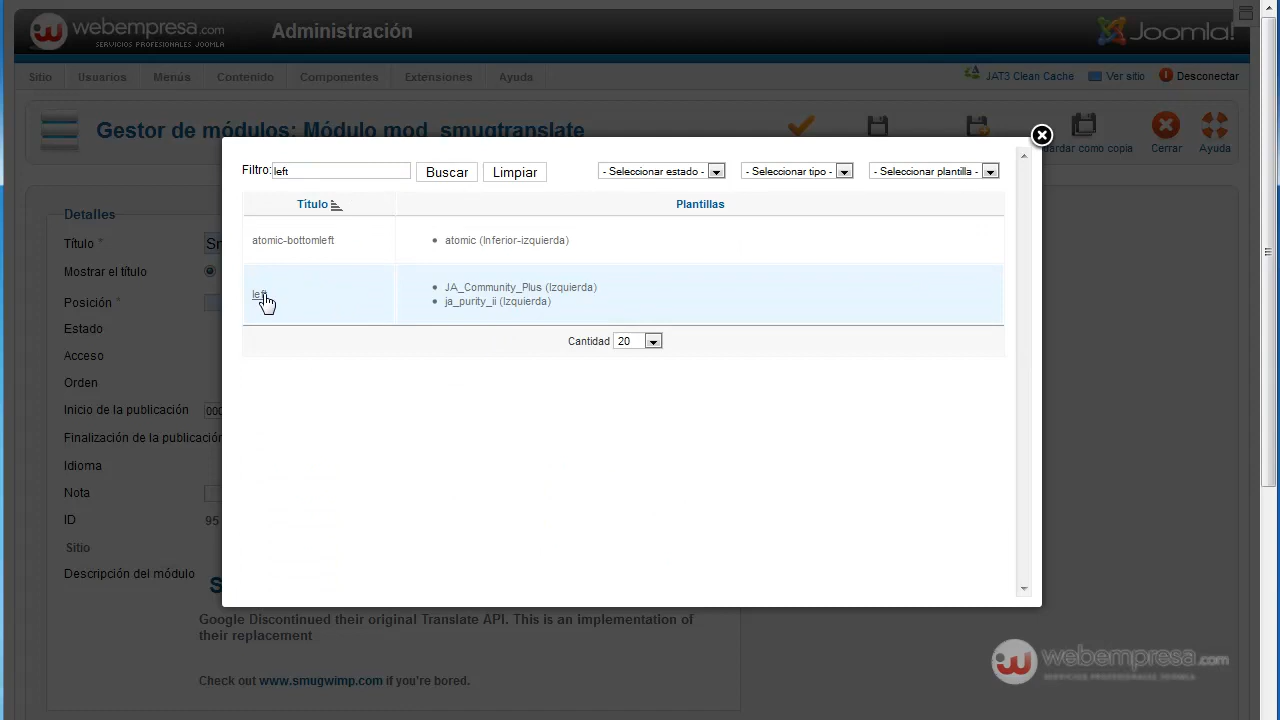 webempresa.com
SERVICIOS PROFESIONALES JOOMLA
Administración
Joomla!
Sitio Usuarios Menús Contenido Componentes Extensiones Ayuda
JAT3 Clean Cache Ver sitio Desconectar
Gestor de módulos: Módulo mod_smugtranslate
ardar como copia Cerrar Ayuda
Filtro: left Buscar Limpiar - Seleccionar estado - - Seleccionar tipo - - Seleccionar plantilla -
Título Plantillas
atomic-bottomleft
atomic (Inferior-izquierda)
left
JA_Community_Plus (Izquierda)
ja_purity_ii (Izquierda)
Cantidad 20
Detalles
Título *
Mostrar el título
Posición *
Estado
Acceso
Orden
Inicio de la publicación 000
Finalización de la publicación
Idioma
Nota
ID 95
Sitio
Descripción del módulo S
Google Discontinued their original Translate API. This is an implementation of
their replacement
Check out www.smugwimp.com if you're bored.
webempresa.com
SERVICIOS PROFESIONALES JOOMLA